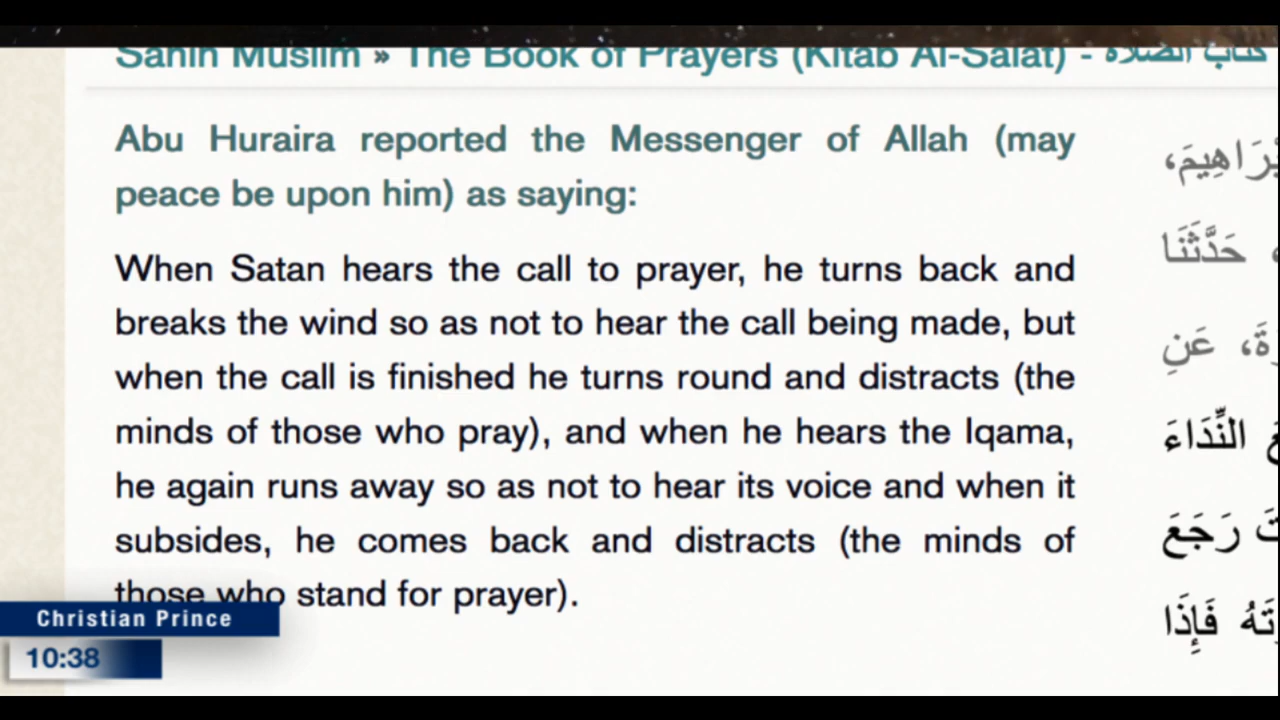 Sahih Muslim » The Book of Prayers (Kitab Al-Salat) - كتاب الصلاة
Abu Huraira reported the Messenger of Allah (may
peace be upon him) as saying:
When Satan hears the call to prayer, he turns back and
breaks the wind so as not to hear the call being made, but
when the call is finished he turns round and distracts (the
minds of those who pray), and when he hears the Iqama,
he again runs away so as not to hear its voice and when it
subsides, he comes back and distracts (the minds of
those who stand for prayer).
حَدَّثَنَا
عَنِ
النِّدَاءَ
رَجَعَ
فَإِذَا
Christian Prince
10:38